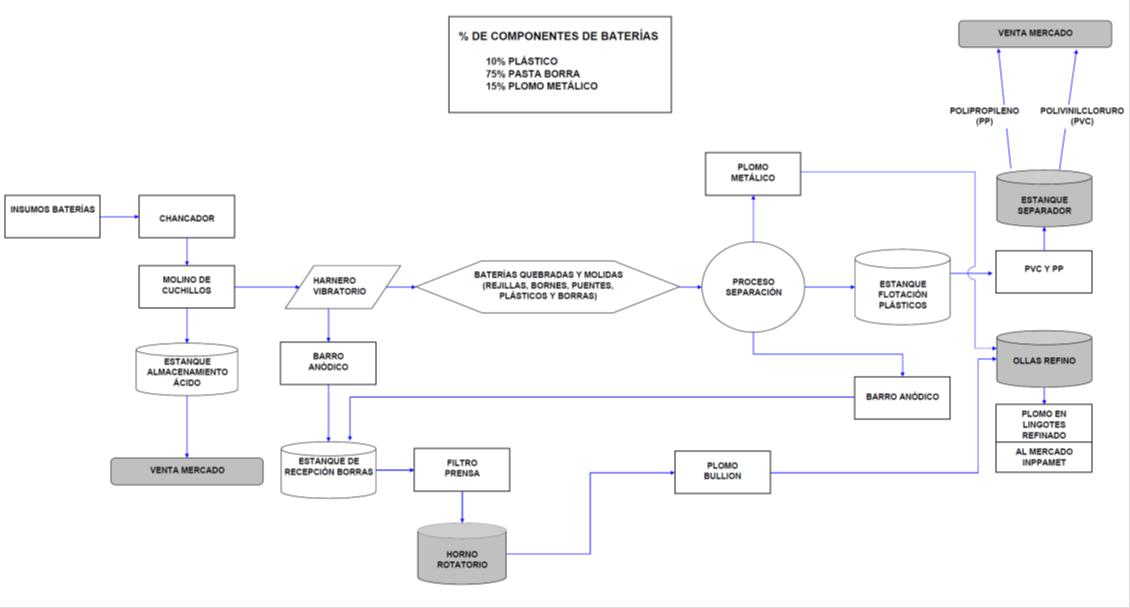 % DE COMPONENTES DE BATERÍAS
10% PLÁSTICO
75% PASTA BORRA
15% PLOMO METÁLICO
VENTA MERCADO
POLIPROPILENO
(PP)
POLIVINILCLORURO
(PVC)
PLOMO
METÁLICO
ESTANQUE
SEPARADOR
INSUMOS BATERÍAS
CHANCADOR
MOLINO DE
CUCHILLOS
HARNERO
VIBRATORIO
BATERÍAS QUEBRADAS Y MOLIDAS
(REJILLAS, BORNES, PUENTES,
PLÁSTICOS Y BORRAS)
PROCESO
SEPARACIÓN
ESTANQUE
FLOTACIÓN
PLÁSTICOS
PVC Y PP
ESTANQUE
ALMACENAMIENTO
ÁCIDO
BARRO
ANÓDICO
OLLAS REFINO
BARRO ANÓDICO
PLOMO EN
LINGOTES
REFINADO
AL MERCADO
INPPAMET
VENTA MERCADO
ESTANQUE DE
RECEPCIÓN BORRAS
FILTRO
PRENSA
PLOMO
BULLION
HORNO
ROTATORIO